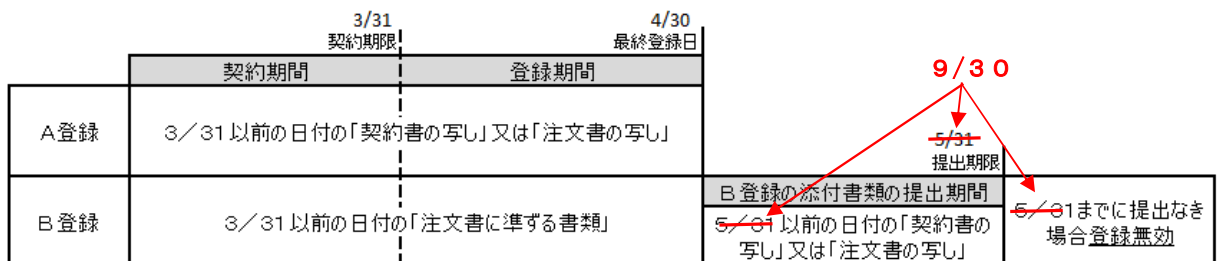 3/31
契約期限
4/30
最終登録日
契約期間
登録期間
9/30
A登録
3/31以前の日付の「契約書の写し」又は「注文書の写し」
5/31
提出期限
B登録
3/31以前の日付の「注文書に準ずる書類」
B登録の添付書類の提出期間
5/31以前の日付の「契約書の
写し」又は「注文書の写し」
5/31までに提出なき
場合登録無効